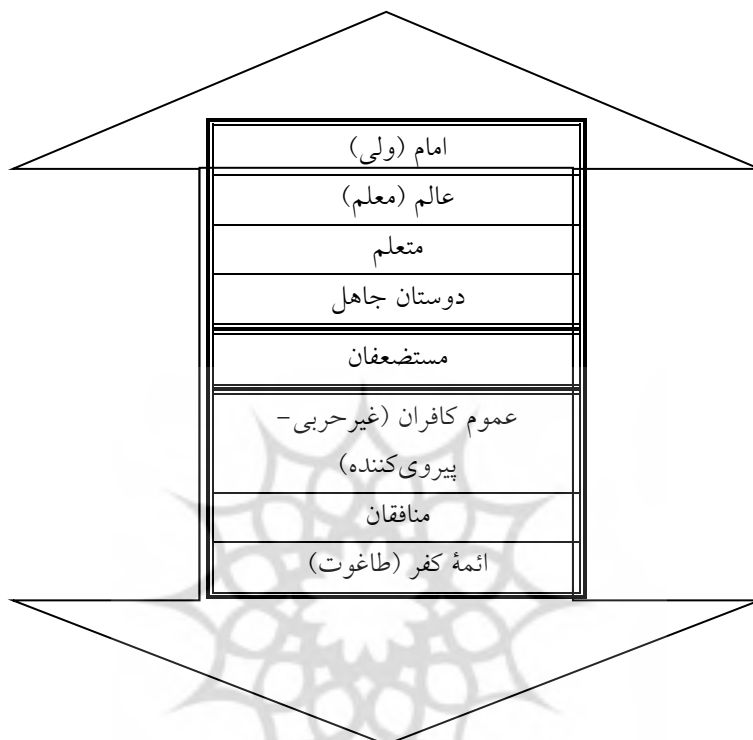 امام (ولی)
عالم (معلم)
متعلم
دوستان جاهل
مستضعفان
عموم کافران (غیرحربی-
پیروی‌کننده)
منافقان
ائمهٔ کفر (طاغوت)